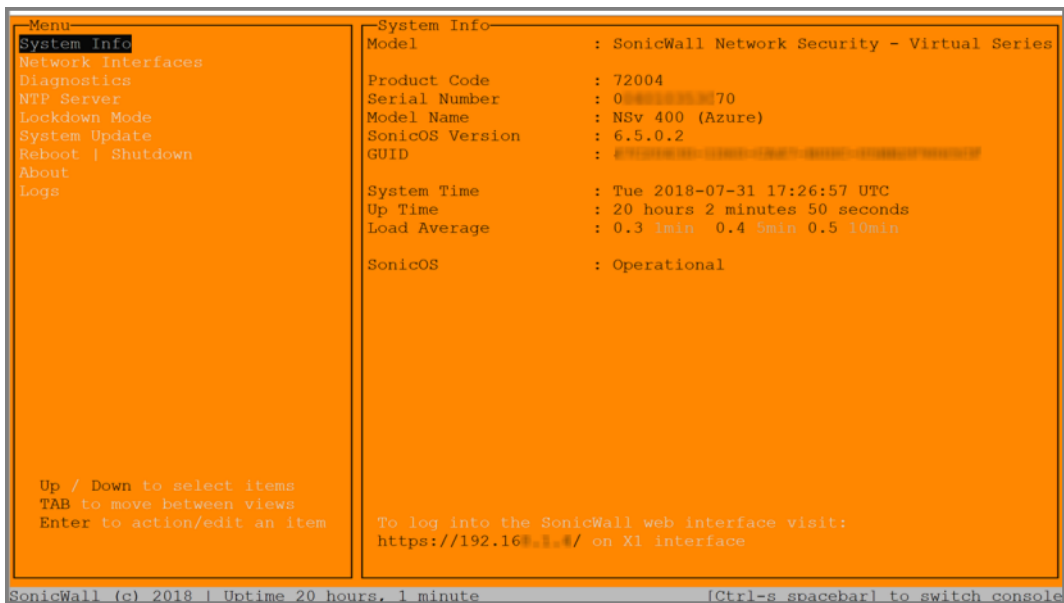 Menu
System Info
Network Interfaces
Diagnostics
NTP Server
Lockdown Mode
System Update
Reboot | Shutdown
About
Logs
Up / Down to select items
TAB to move between views
Enter to action/edit an item
System Info
Model : SonicWall Network Security - Virtual Series
Product Code : 72004
Serial Number : 0 70
Model Name : NSv 400 (Azure)
SonicOS Version : 6.5.0.2
GUID :
System Time : Tue 2018-07-31 17:26:57 UTC
Up Time : 20 hours 2 minutes 50 seconds
Load Average : 0.3 1min 0.4 5min 0.5 10min
SonicOS : Operational
To log into the SonicWall web interface visit:
https://192.16 / on X1 interface
SonicWall (c) 2018 | Uptime 20 hours, 1 minute [Ctrl-s spacebar] to switch console